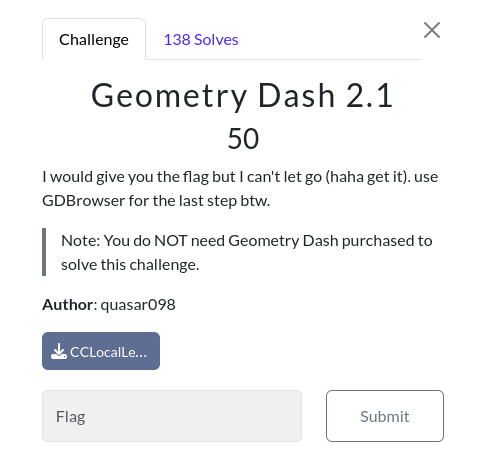 Challenge
138 Solves
Geometry Dash 2.1
50
I would give you the flag but I can't let go (haha get it). use
GDBrowser for the last step btw.
Note: You do NOT need Geometry Dash purchased to
solve this challenge.
Author: quasar098
CCLocalLe...
Flag
Submit